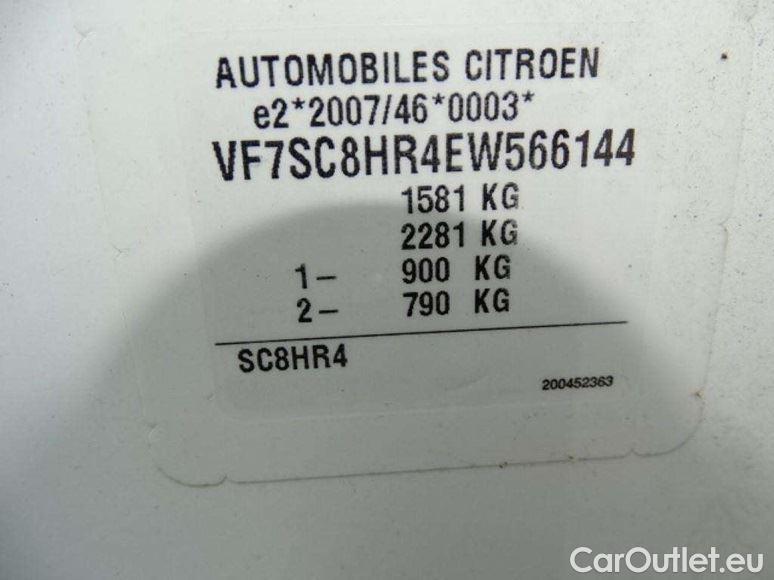 AUTOMOBILES CITROEN
e2*2007/46*0003*
VF7SC8HR4EW566144
1581 KG
2281 KG
1- 900 KG
2- 790 KG
SC8HR4
200452363
CarOutlet.eu